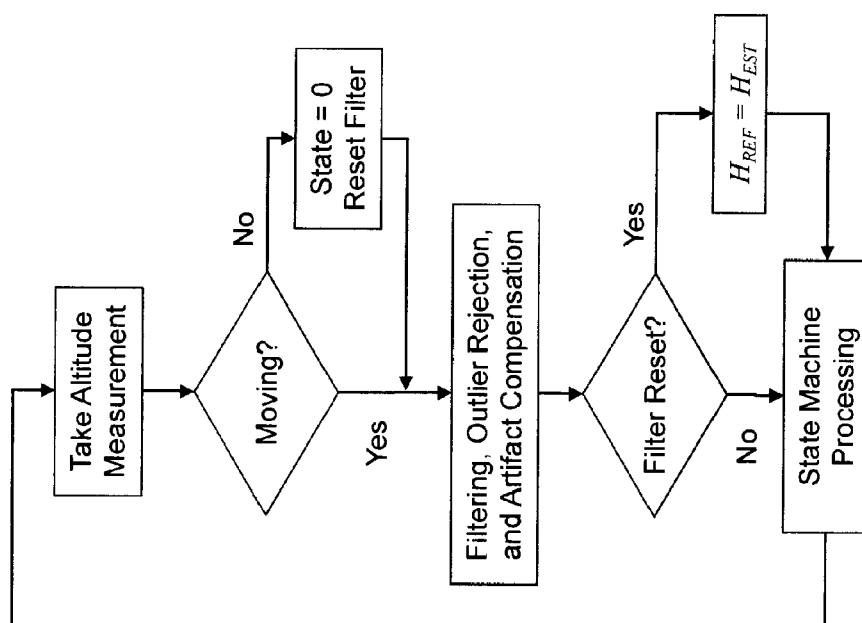 Take Altitude
Measurement
Moving?
No
State = 0
Reset Filter
Yes
Filtering, Outlier Rejection,
and Artifact Compensation
Filter Reset?
Yes
H_REF = H_EST
No
State Machine
Processing